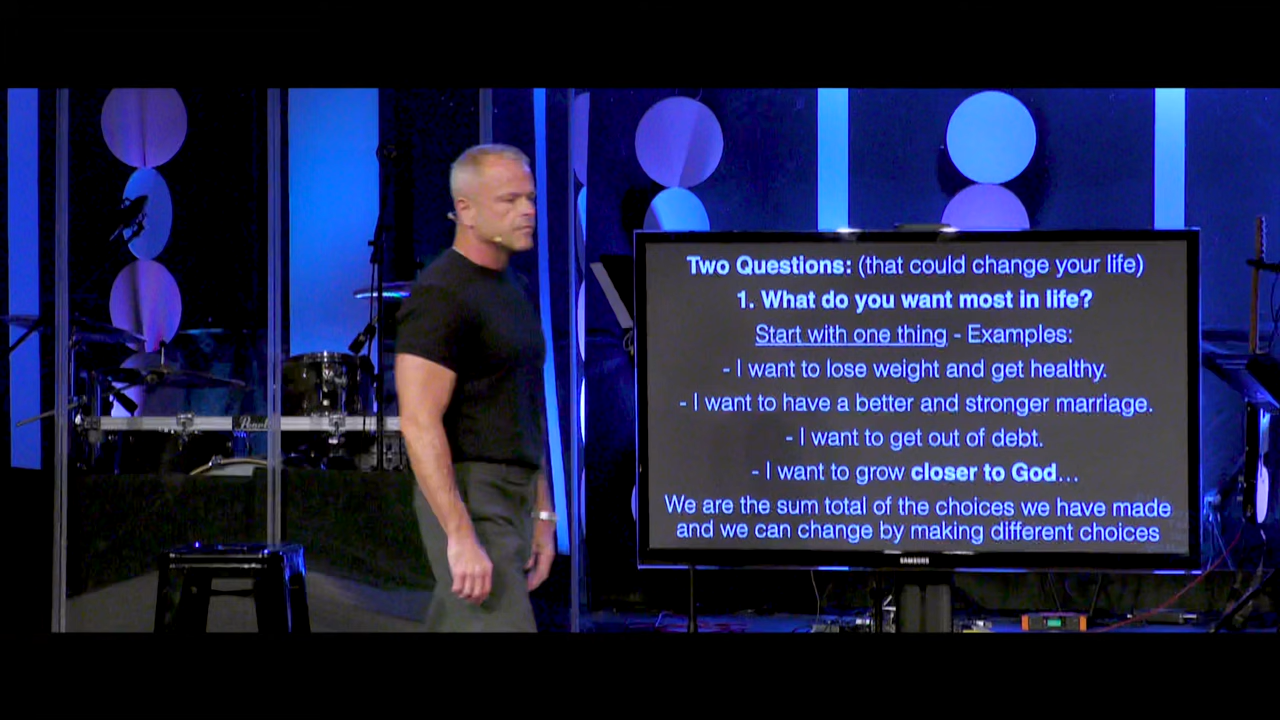 Two Questions: (that could change your life)
1. What do you want most in life?
Start with one thing - Examples:
- I want to lose weight and get healthy.
- I want to have a better and stronger marriage.
- I want to get out of debt.
- I want to grow closer to God...
We are the sum total of the choices we have made
and we can change by making different choices
SAMSUNG
Pearl